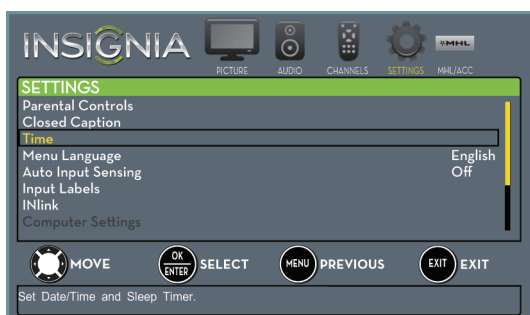 INSIGNIA
MHL
PICTURE AUDIO CHANNELS SETTINGS MHL/ACC
SETTINGS
Parental Controls
Closed Caption
Time
Menu Language English
Auto Input Sensing Off
Input Labels
INlink
Computer Settings
MOVE OK ENTER SELECT MENU PREVIOUS EXIT EXIT
Set Date/Time and Sleep Timer.